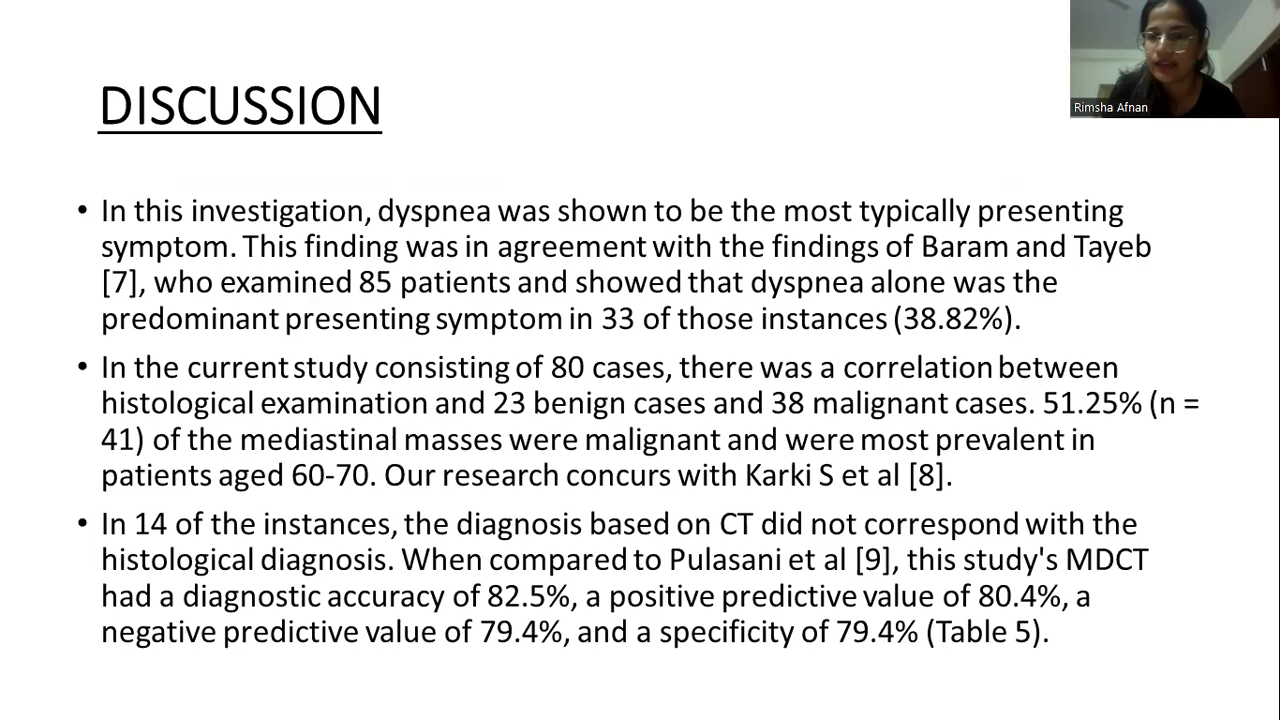 DISCUSSION
Rimsha Afnan
• In this investigation, dyspnea was shown to be the most typically presenting
symptom. This finding was in agreement with the findings of Baram and Tayeb
[7], who examined 85 patients and showed that dyspnea alone was the
predominant presenting symptom in 33 of those instances (38.82%).
• In the current study consisting of 80 cases, there was a correlation between
histological examination and 23 benign cases and 38 malignant cases. 51.25% (n =
41) of the mediastinal masses were malignant and were most prevalent in
patients aged 60-70. Our research concurs with Karki S et al [8].
• In 14 of the instances, the diagnosis based on CT did not correspond with the
histological diagnosis. When compared to Pulasani et al [9], this study's MDCT
had a diagnostic accuracy of 82.5%, a positive predictive value of 80.4%, a
negative predictive value of 79.4%, and a specificity of 79.4% (Table 5).